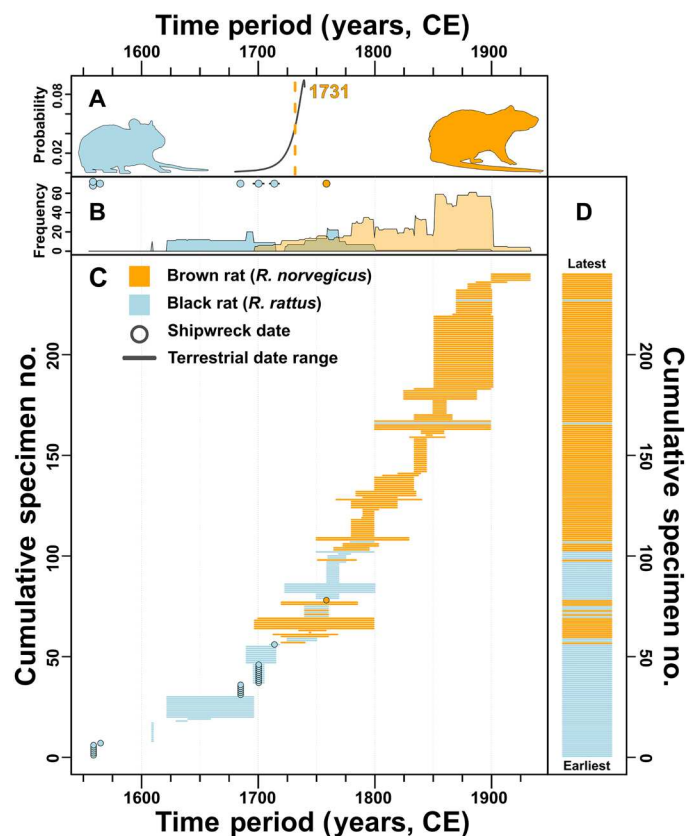 Time period (years, CE)
1600 1700 1800 1900
A
Probability
0.08
0.02
1731
B
Frequency
60
40
20
0
D
C
Brown rat (R. norvegicus)
Black rat (R. rattus)
Shipwreck date
Terrestrial date range
Latest
Earliest
Cumulative specimen no.
200
150
100
50
0
Cumulative specimen no.
200
150
100
50
0
1600 1700 1800 1900
Time period (years, CE)